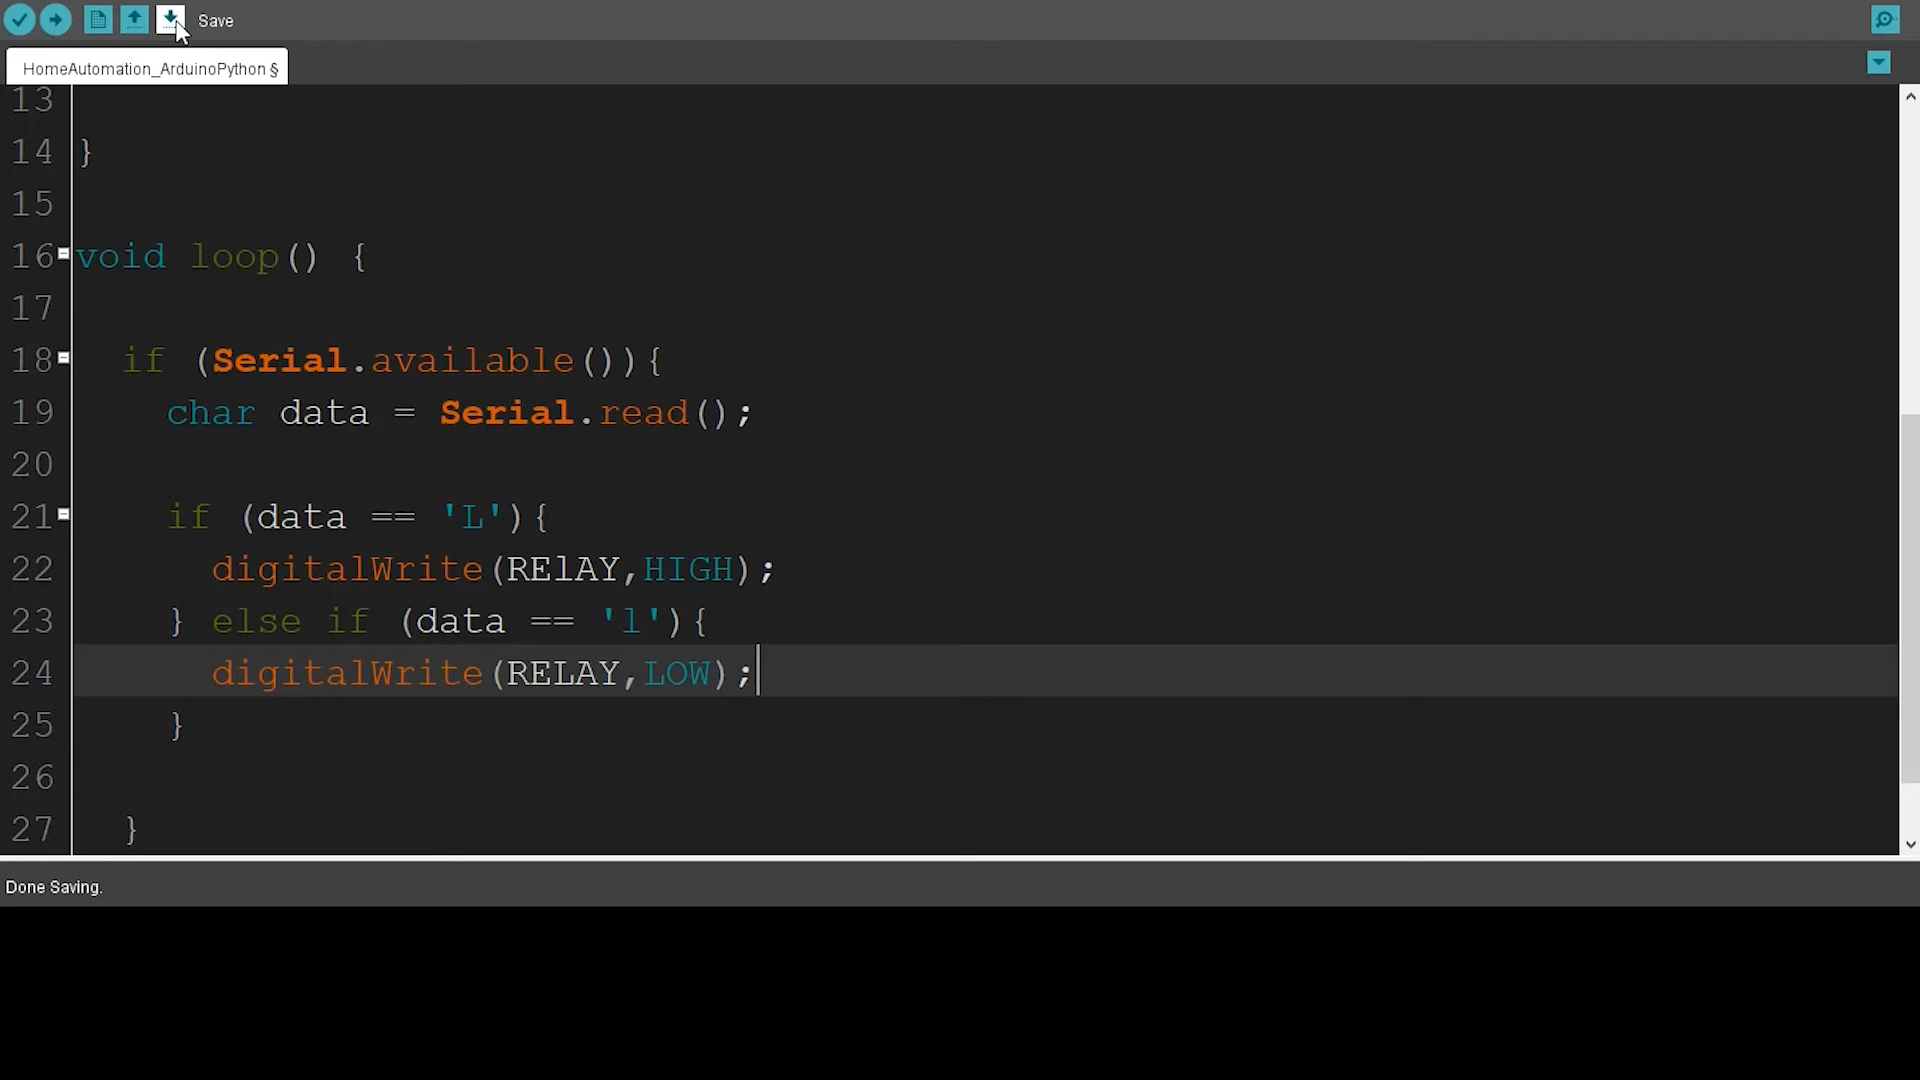 Save
HomeAutomation_ArduinoPython §
13
14 }
15
16 void loop() {
17
18 if (Serial.available()){
19 char data = Serial.read();
20
21 if (data == 'L'){
22 digitalWrite(RElAY,HIGH);
23 } else if (data == 'l'){
24 digitalWrite(RELAY,LOW);
25 }
26
27 }
Done Saving.